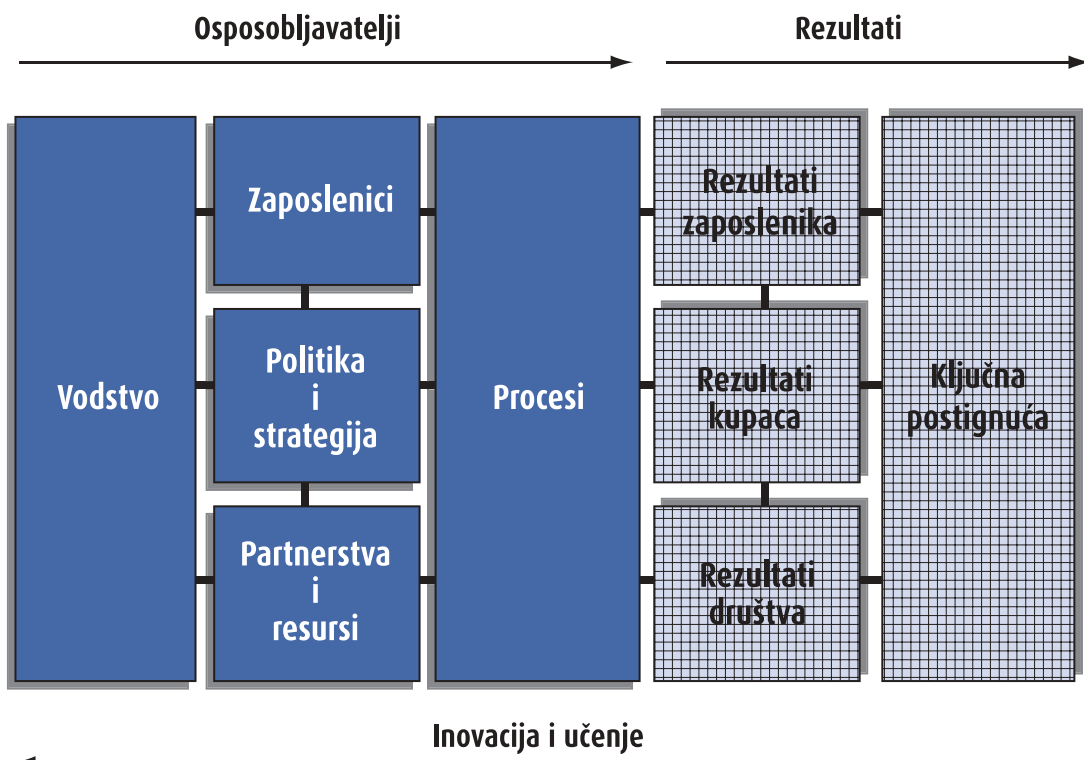 Osposobljavatelji
Rezultati
Vodstvo
Zaposlenici
Politika
i
strategija
Partnerstva
i
resursi
Procesi
Rezultati
zaposlenika
Rezultati
kupaca
Rezultati
društva
Ključna
postignuća
Inovacija i učenje